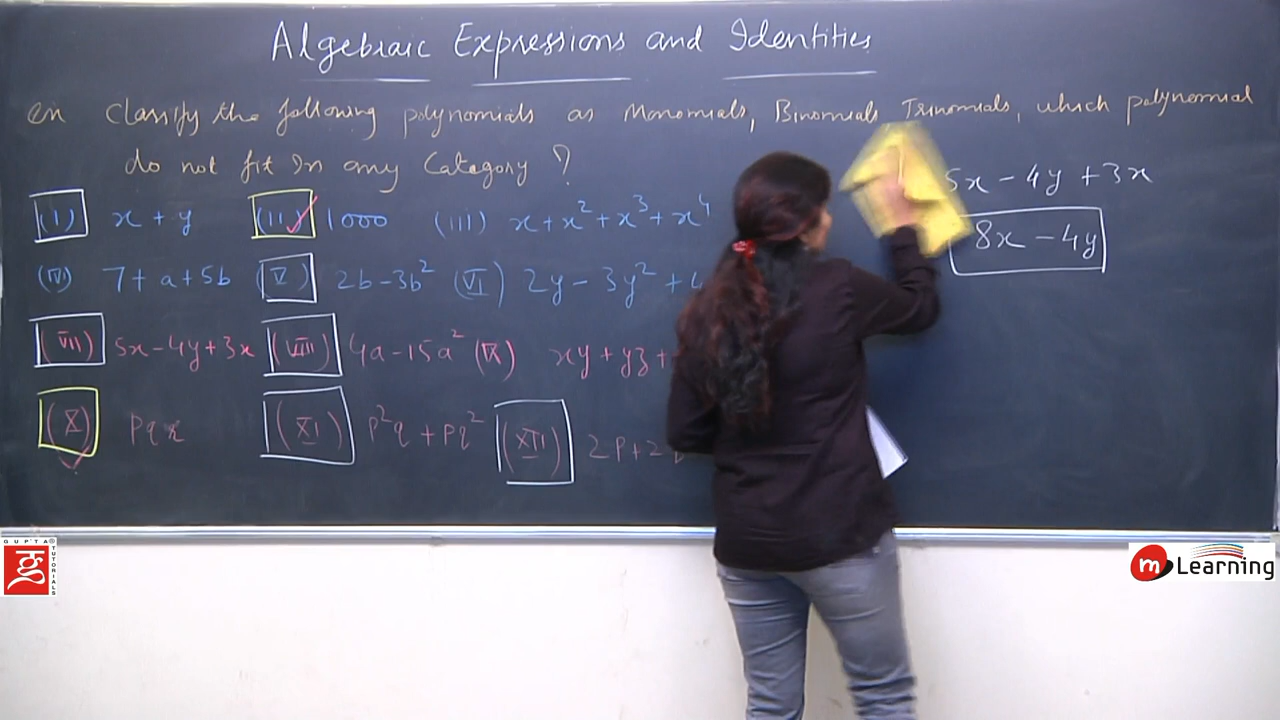 Algebraic Expressions and Identities
Classify the following polynomials as Monomials, Binomials Trinomials, which polynomial
do not fit in any Category ?
(I) x + y (II) 1000 (III) x + x² + x³ + x⁴
(IV) 7 + a + 5b (V) 2b - 3b² (VI) 2y - 3y² + 4
(VII) 5x - 4y + 3x (VIII) 4a - 15a² (IX) xy + yz +
(X) pqr (XI) p²q + pq² (XII) 2p + 2q
5x - 4y + 3x
8x - 4y
GUPTA® TUTORIALS
m Learning